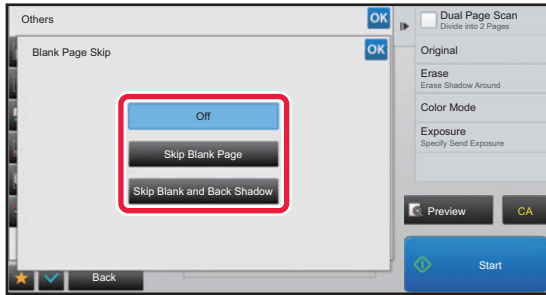 Others
OK
Blank Page Skip
OK
Off
Skip Blank Page
Skip Blank and Back Shadow
Back
Dual Page Scan
Divide into 2 Pages
Original
Erase
Erase Shadow Around
Color Mode
Exposure
Specify Send Exposure
Preview
CA
Start